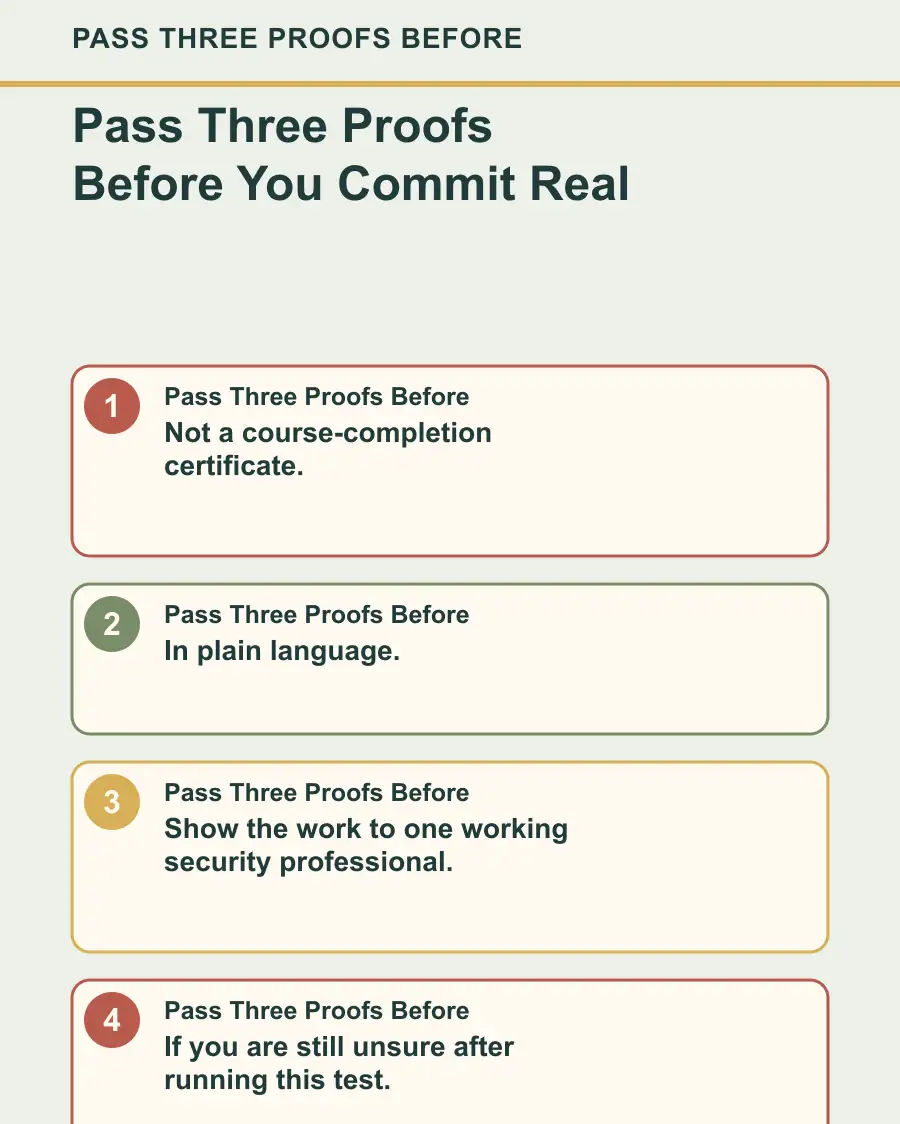 PASS THREE PROOFS BEFORE
Pass Three Proofs
Before You Commit Real
1
Pass Three Proofs Before
Not a course-completion
certificate.
2
Pass Three Proofs Before
In plain language.
3
Pass Three Proofs Before
Show the work to one working
security professional.
4
Pass Three Proofs Before
If you are still unsure after
running this test.